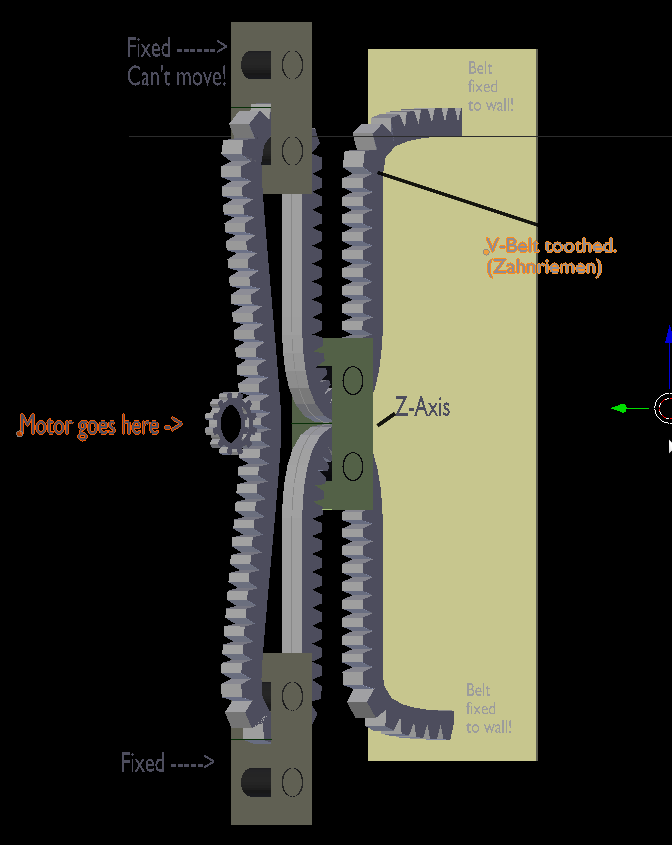 Fixed ------>
Can't move!
Belt
fixed
to wall!
V-Belt toothed.
(Zahnriemen)
Z-Axis
Motor goes here ->
Belt
fixed
to wall!
Fixed ----->